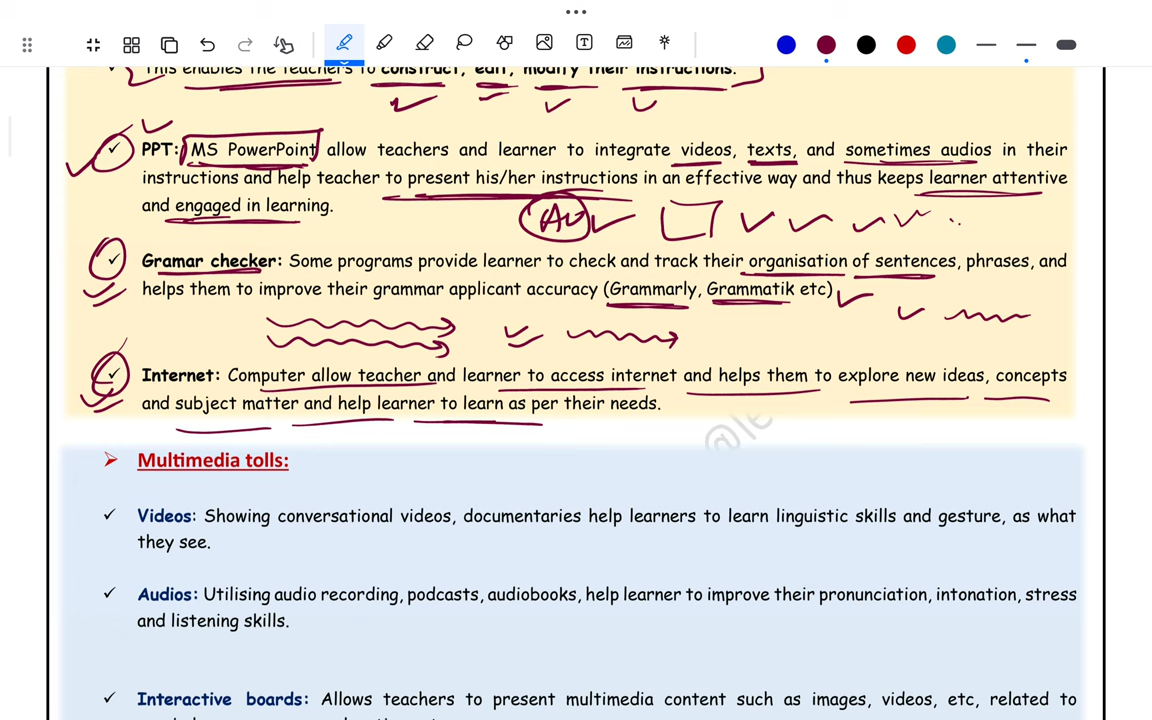 This enables the teachers to construct, edit, modify their instructions.
PPT: MS PowerPoint allow teachers and learner to integrate videos, texts, and sometimes audios in their
instructions and help teacher to present his/her instructions in an effective way and thus keeps learner attentive
and engaged in learning.
AV
Gramar checker: Some programs provide learner to check and track their organisation of sentences, phrases, and
helps them to improve their grammar applicant accuracy (Grammarly, Grammatik etc)
Internet: Computer allow teacher and learner to access internet and helps them to explore new ideas, concepts
and subject matter and help learner to learn as per their needs.
Multimedia tolls:
Videos: Showing conversational videos, documentaries help learners to learn linguistic skills and gesture, as what
they see.
Audios: Utilising audio recording, podcasts, audiobooks, help learner to improve their pronunciation, intonation, stress
and listening skills.
Interactive boards: Allows teachers to present multimedia content such as images, videos, etc, related to